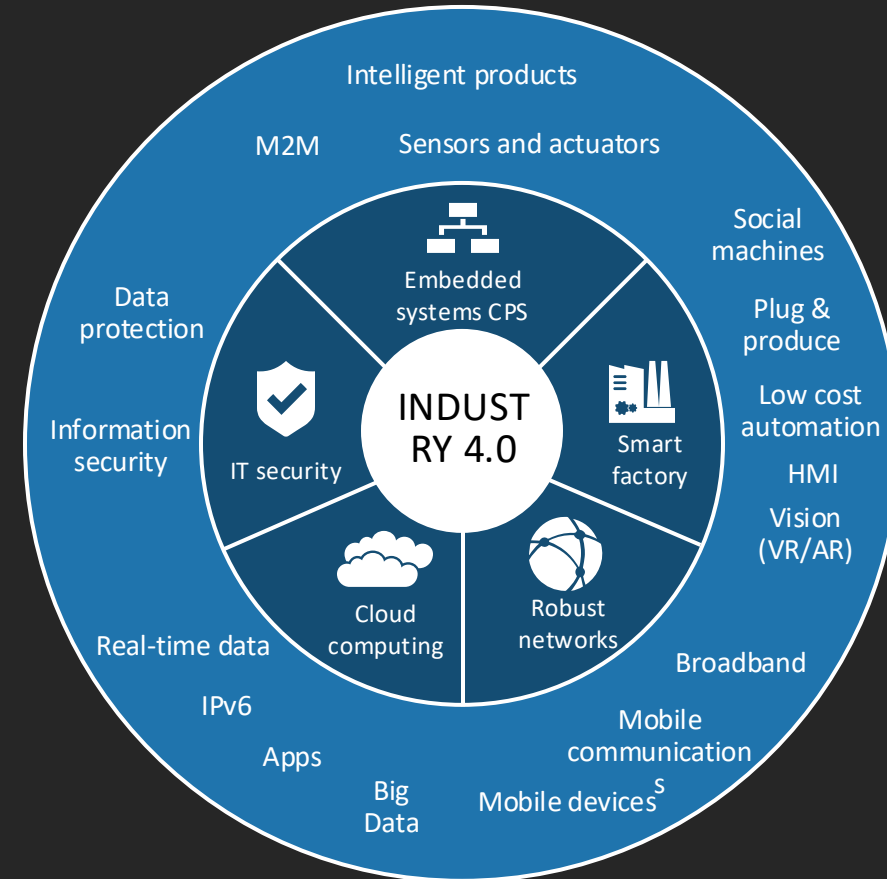 Intelligent products
M2M
Sensors and actuators
Social
machines
Plug &
produce
Low cost
automation
HMI
Vision
(VR/AR)
Broadband
Mobile
communication
s
Mobile devices
Big
Data
Apps
IPv6
Real-time data
Information
security
Data
protection
Embedded
systems CPS
Smart
factory
Robust
networks
Cloud
computing
IT security
INDUST
RY 4.0